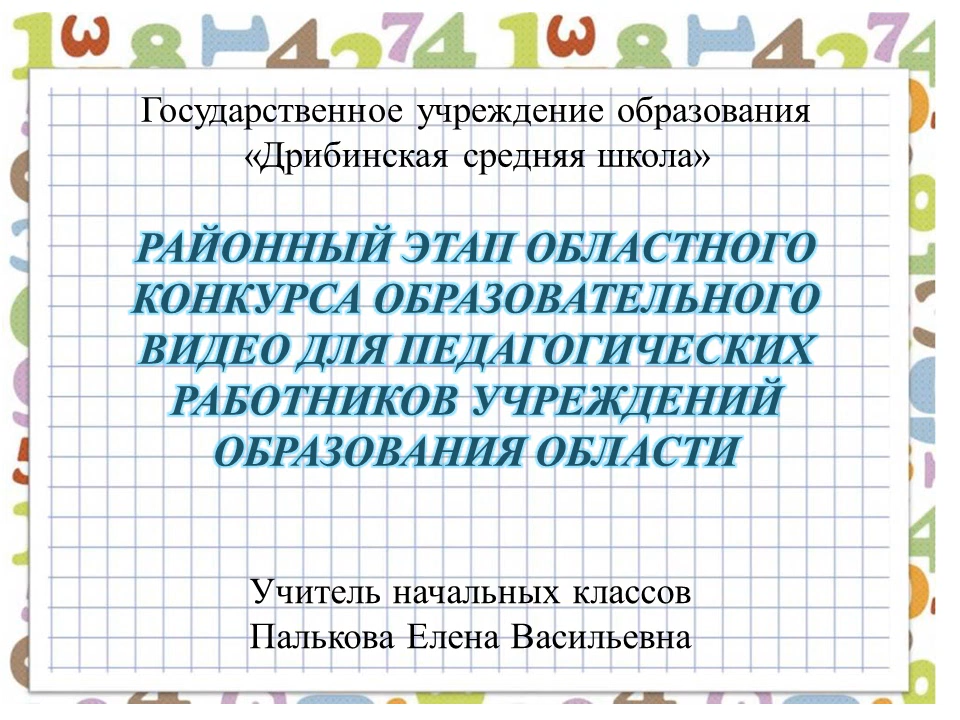 Государственное учреждение образования
«Дрибинская средняя школа»
РАЙОННЫЙ ЭТАП ОБЛАСТНОГО
КОНКУРСА ОБРАЗОВАТЕЛЬНОГО
ВИДЕО ДЛЯ ПЕДАГОГИЧЕСКИХ
РАБОТНИКОВ УЧРЕЖДЕНИЙ
ОБРАЗОВАНИЯ ОБЛАСТИ
Учитель начальных классов
Палькова Елена Васильевна